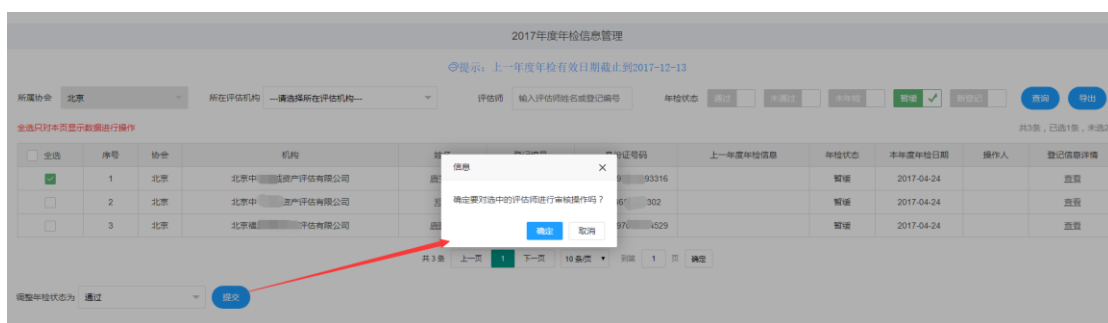 2017年度年检信息管理
提示：上一年度年检有效日期截止到2017-12-13
所属协会 北京 所在评估机构 ---请选择所在评估机构--- 评估师 输入评估师姓名或登记编号 年检状态 通过 未通过 未年检 暂缓 新登记 查询 导出
全选只对本页显示数据进行操作 共3条，已选1条，未选2
全选 序号 协会 机构 姓名 登记编号 身份证号码 上一年度年检信息 年检状态 本年度年检日期 操作人 登记信息详情
1 北京 北京中 资产评估有限公司 93316 暂缓 2017-04-24 查看
2 北京 北京中 资产评估有限公司 302 暂缓 2017-04-24 查看
3 北京 北京 评估有限公司 4529 暂缓 2017-04-24 查看
信息
确定要对选中的评估师进行审核操作吗？
确定 取消
共 3 条 上一页 1 下一页 10 条/页 到第 1 页 确定
调整年检状态为 通过 提交